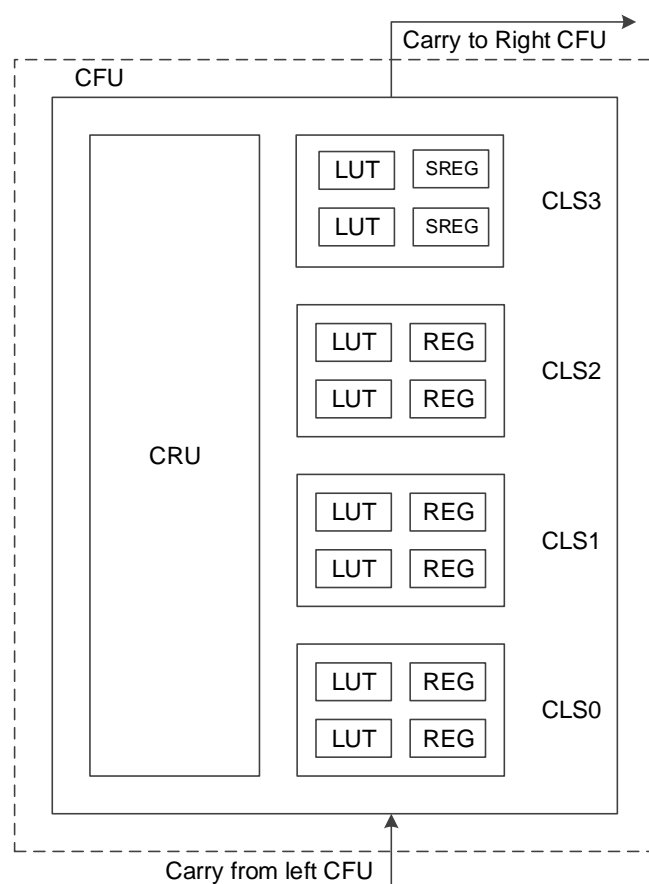 Carry to Right CFU
CFU
LUT SREG
LUT SREG
CLS3
LUT REG
LUT REG
CLS2
CRU
LUT REG
LUT REG
CLS1
LUT REG
LUT REG
CLS0
Carry from left CFU